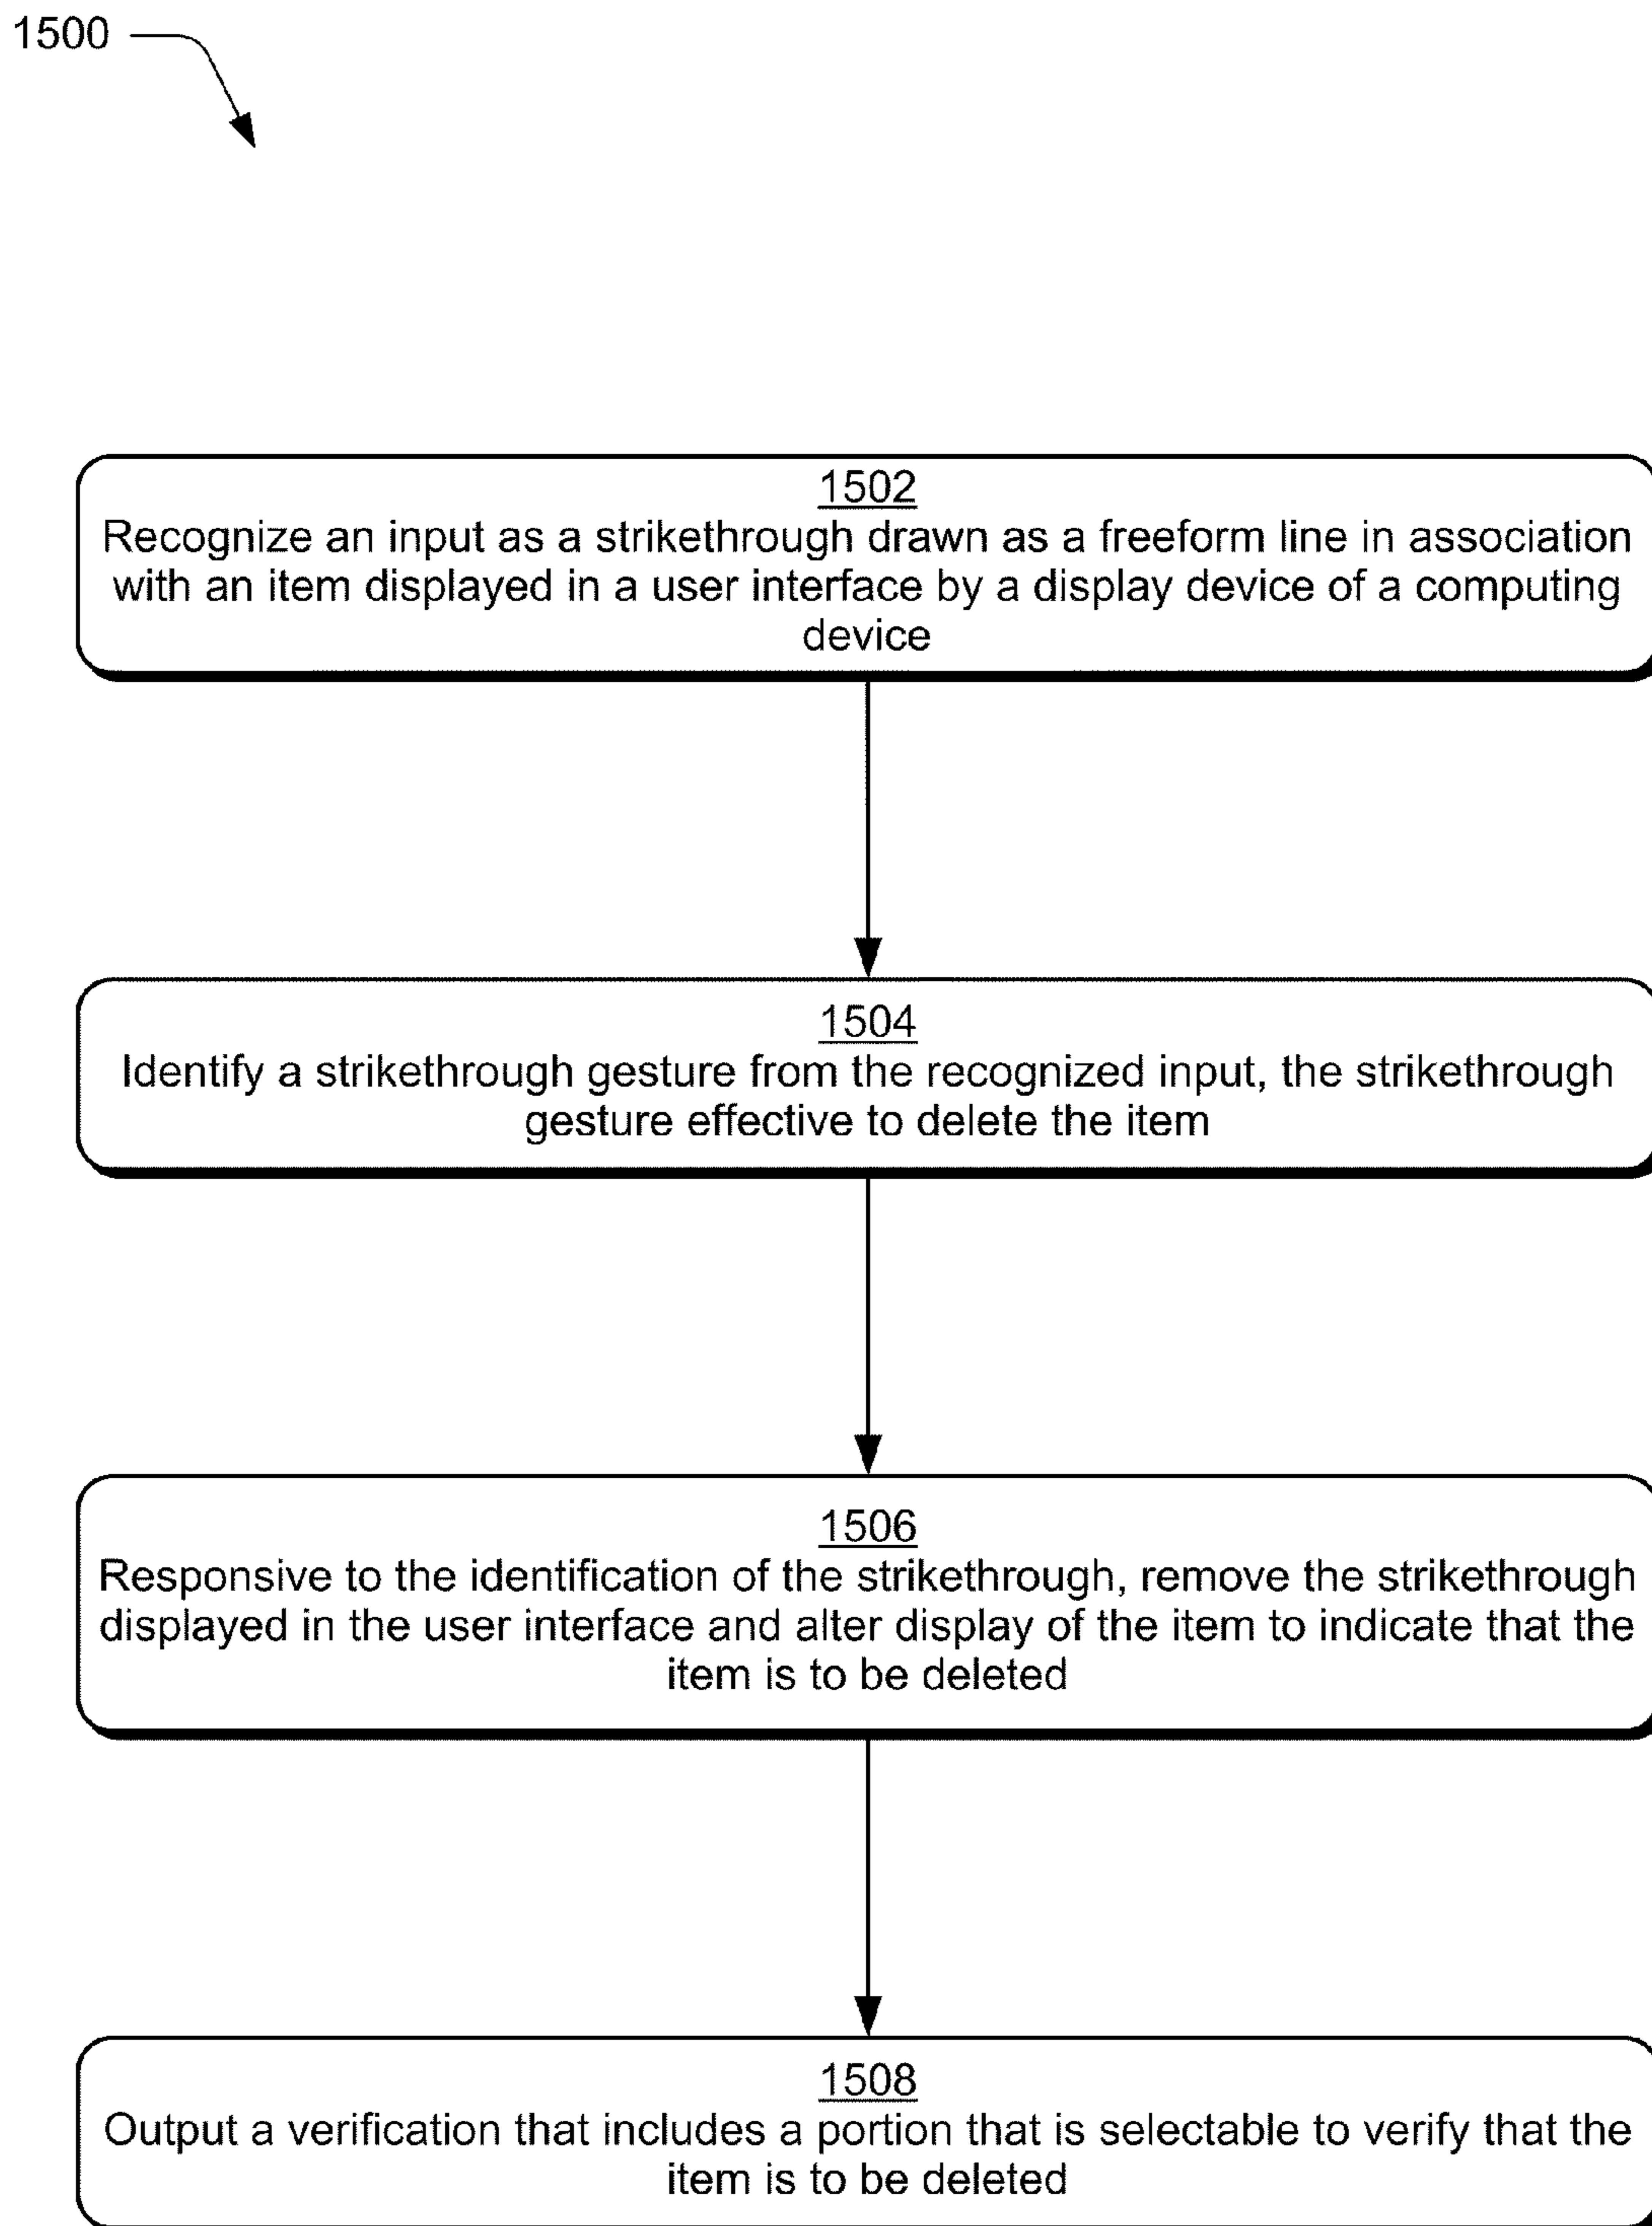 1500
1502
Recognize an input as a strikethrough drawn as a freeform line in association
with an item displayed in a user interface by a display device of a computing
device
1504
Identify a strikethrough gesture from the recognized input, the strikethrough
gesture effective to delete the item
1506
Responsive to the identification of the strikethrough, remove the strikethrough
displayed in the user interface and alter display of the item to indicate that the
item is to be deleted
1508
Output a verification that includes a portion that is selectable to verify that the
item is to be deleted